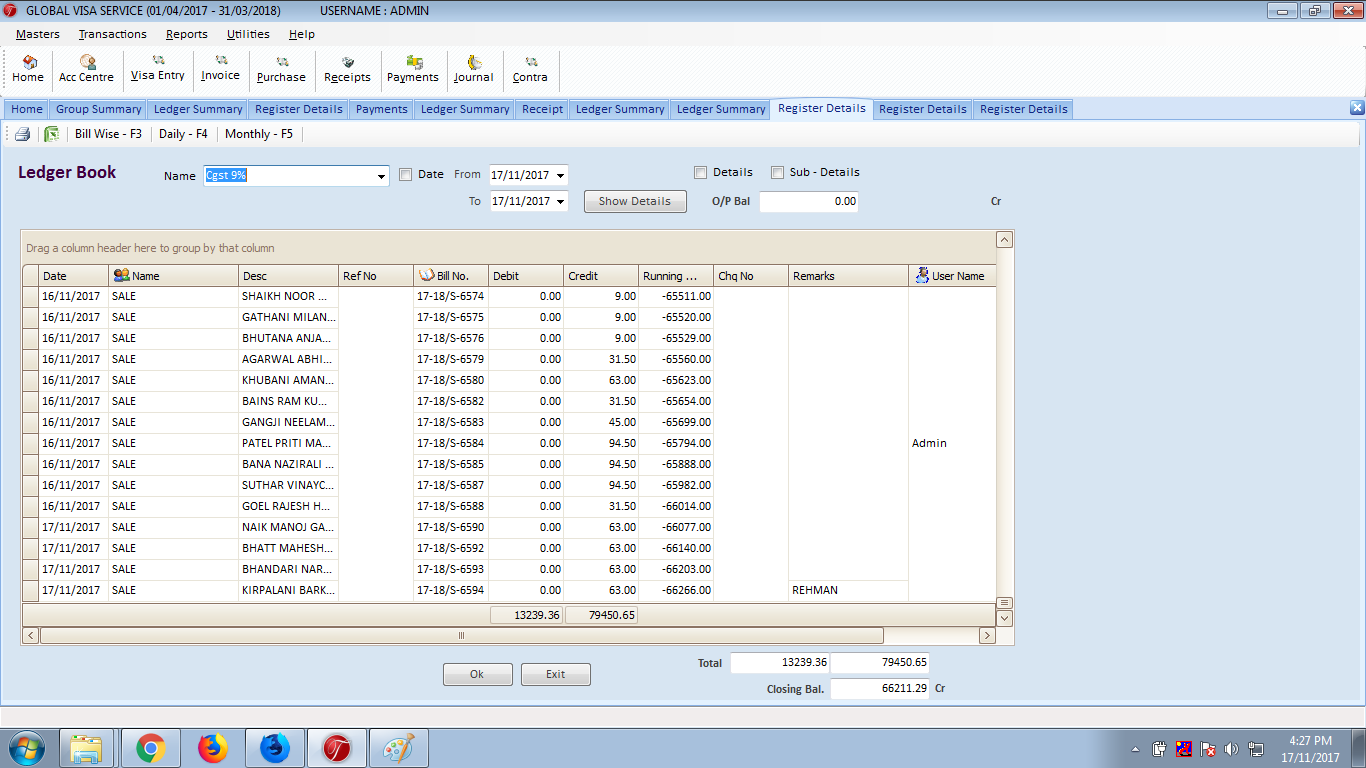 GLOBAL VISA SERVICE (01/04/2017 - 31/03/2018) USERNAME : ADMIN
Masters Transactions Reports Utilities Help
Home Acc Centre Visa Entry Invoice Purchase Receipts Payments Journal Contra
Home Group Summary Ledger Summary Register Details Payments Ledger Summary Receipt Ledger Summary Ledger Summary Register Details Register Details Register Details
Bill Wise - F3 Daily - F4 Monthly - F5
Ledger Book Name Cgst 9% Date From 17/11/2017 Details Sub - Details
To 17/11/2017 Show Details O/P Bal 0.00 Cr
Drag a column header here to group by that column
Date Name Desc Ref No Bill No. Debit Credit Running ... Chq No Remarks User Name
16/11/2017 SALE SHAIKH NOOR ... 17-18/S-6574 0.00 9.00 -65511.00
16/11/2017 SALE GATHANI MILAN... 17-18/S-6575 0.00 9.00 -65520.00
16/11/2017 SALE BHUTANA ANJA... 17-18/S-6576 0.00 9.00 -65529.00
16/11/2017 SALE AGARWAL ABHI... 17-18/S-6579 0.00 31.50 -65560.00
16/11/2017 SALE KHUBANI AMAN... 17-18/S-6580 0.00 63.00 -65623.00
16/11/2017 SALE BAINS RAM KU... 17-18/S-6582 0.00 31.50 -65654.00
16/11/2017 SALE GANGJI NEELAM... 17-18/S-6583 0.00 45.00 -65699.00
16/11/2017 SALE PATEL PRITI MA... 17-18/S-6584 0.00 94.50 -65794.00 Admin
16/11/2017 SALE BANA NAZIRALI ... 17-18/S-6585 0.00 94.50 -65888.00
16/11/2017 SALE SUTHAR VINAYC... 17-18/S-6587 0.00 94.50 -65982.00
16/11/2017 SALE GOEL RAJESH H... 17-18/S-6588 0.00 31.50 -66014.00
17/11/2017 SALE NAIK MANOJ GA... 17-18/S-6590 0.00 63.00 -66077.00
17/11/2017 SALE BHATT MAHESH... 17-18/S-6592 0.00 63.00 -66140.00
17/11/2017 SALE BHANDARI NAR... 17-18/S-6593 0.00 63.00 -66203.00
17/11/2017 SALE KIRPALANI BARK... 17-18/S-6594 0.00 63.00 -66266.00 REHMAN
13239.36 79450.65
Ok Exit Total 13239.36 79450.65
Closing Bal. 66211.29 Cr
4:27 PM
17/11/2017